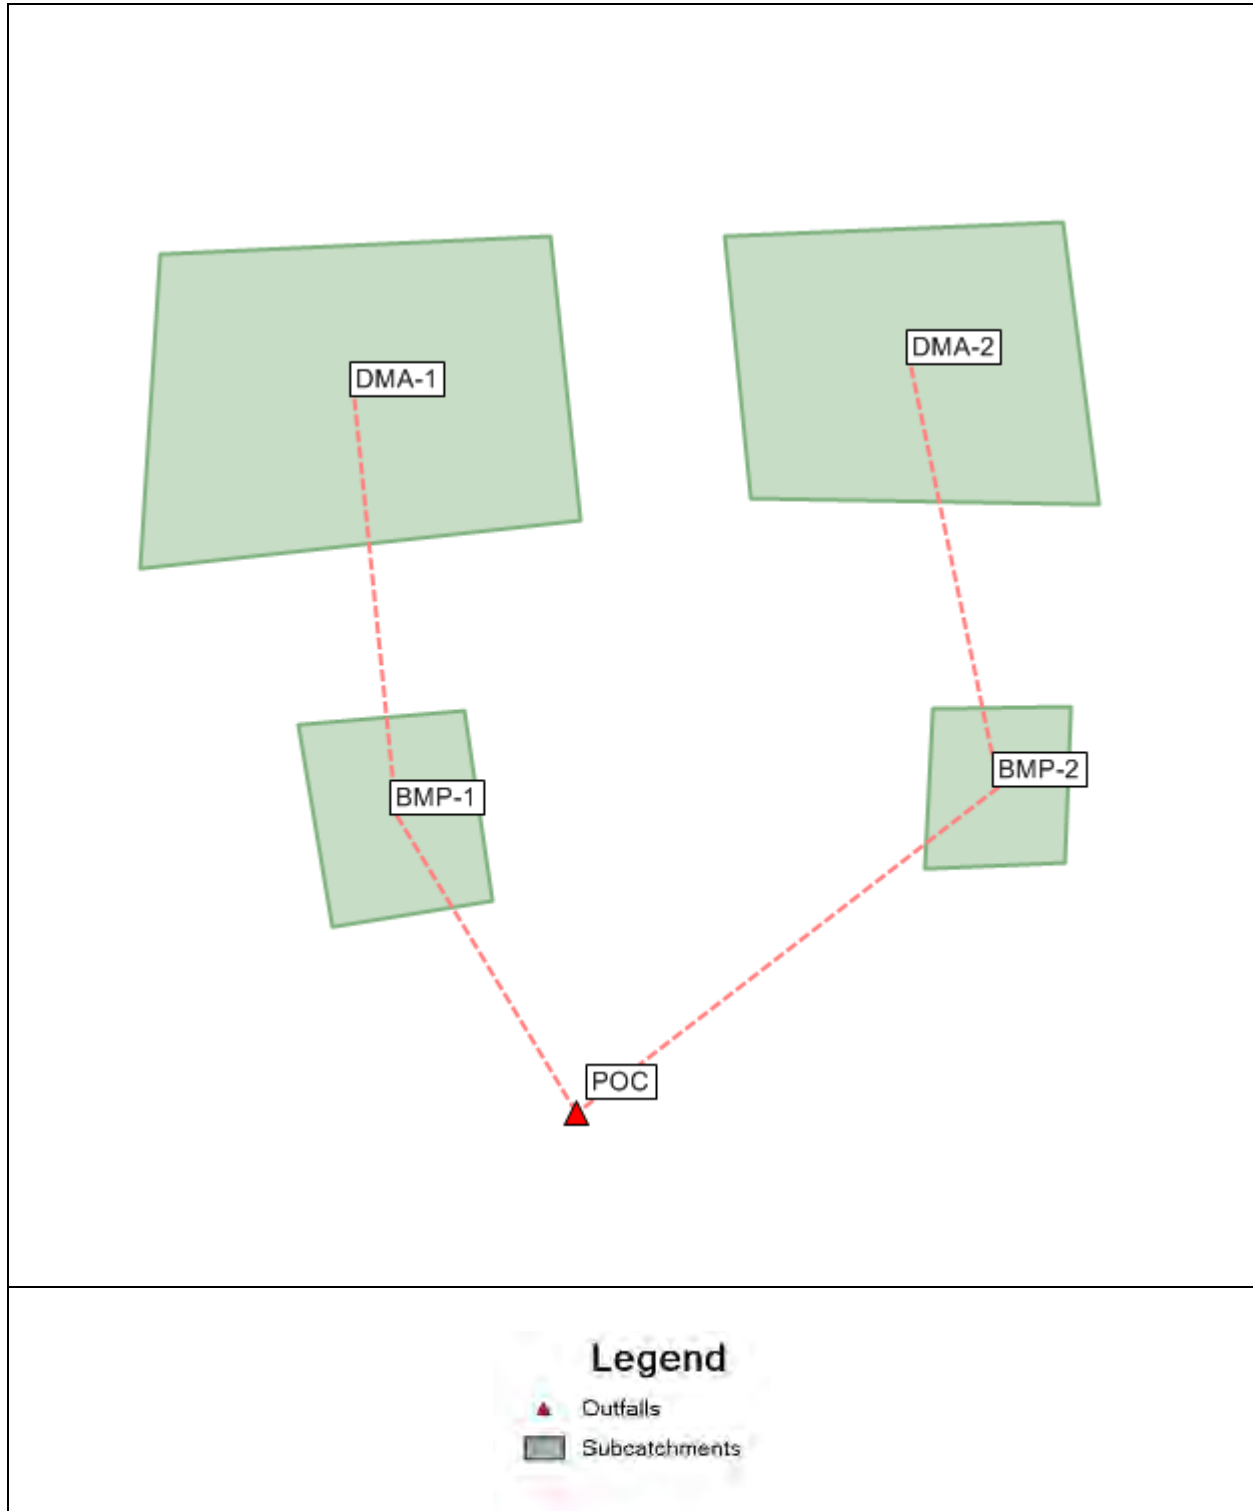 DMA-1
DMA-2
BMP-1
BMP-2
POC
Legend
Outfalls
Subcatchments